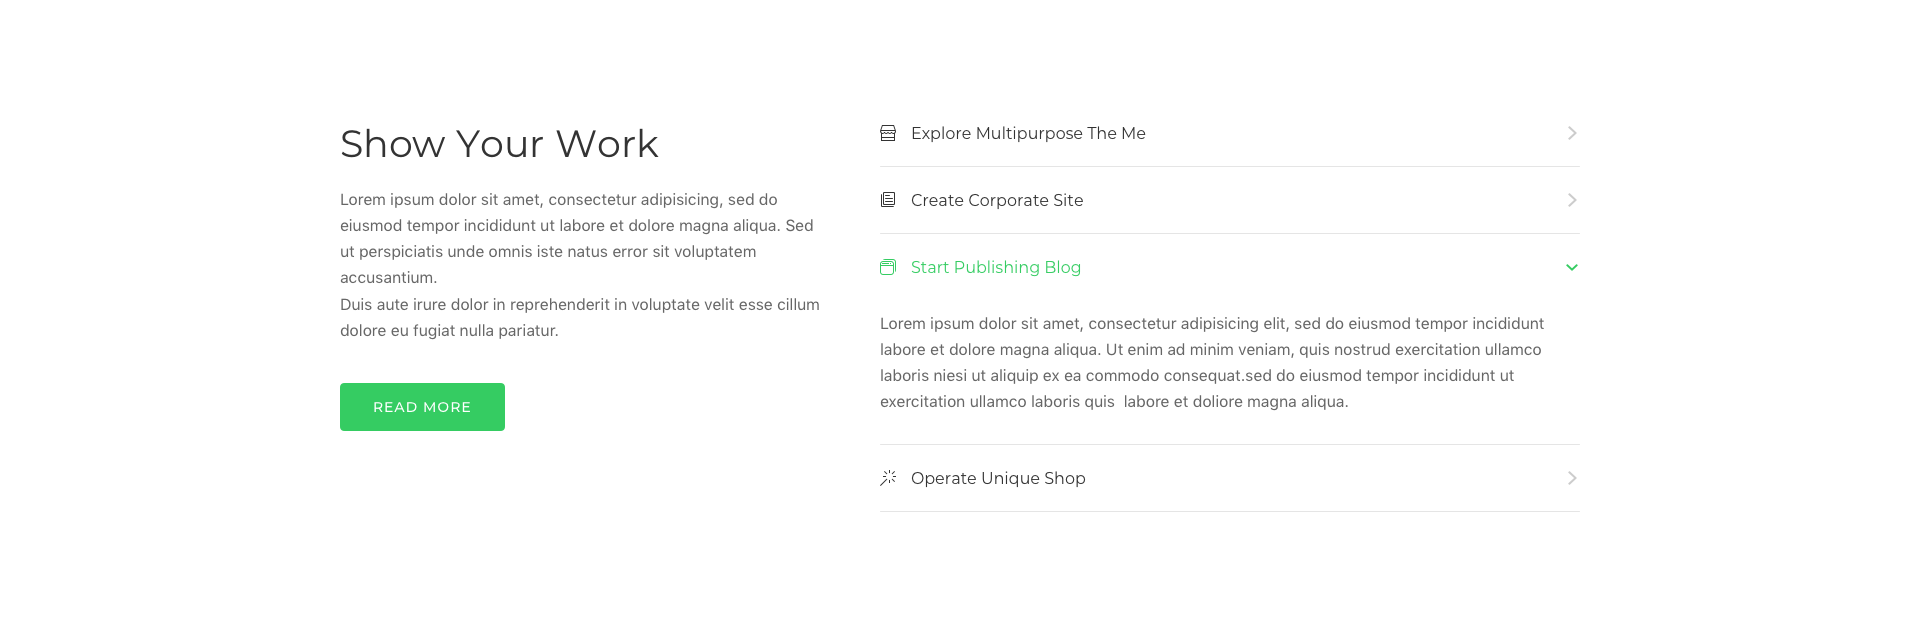 Show Your Work
Lorem ipsum dolor sit amet, consectetur adipisicing, sed do
eiusmod tempor incididunt ut labore et dolore magna aliqua. Sed
ut perspiciatis unde omnis iste natus error sit voluptatem
accusantium.
Duis aute irure dolor in reprehenderit in voluptate velit esse cillum
dolore eu fugiat nulla pariatur.
READ MORE
Explore Multipurpose The Me
Create Corporate Site
Start Publishing Blog
Lorem ipsum dolor sit amet, consectetur adipisicing elit, sed do eiusmod tempor incididunt
labore et dolore magna aliqua. Ut enim ad minim veniam, quis nostrud exercitation ullamco
laboris niesi ut aliquip ex ea commodo consequat.sed do eiusmod tempor incididunt ut
exercitation ullamco laboris quis  labore et doliore magna aliqua.
Operate Unique Shop